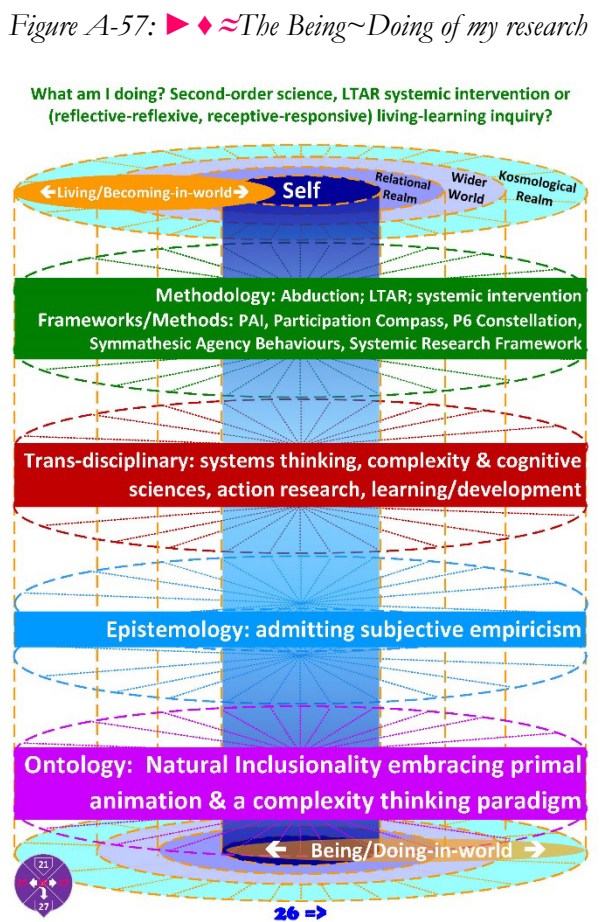 Figure A-57: ►♦≈The Being~Doing of my research
What am I doing? Second-order science, LTAR systemic intervention or
(reflective-reflexive, receptive-responsive) living-learning inquiry?
←Living/Becoming-in-world→
Self
Relational
Realm
Wider
World
Kosmological
Realm
Methodology: Abduction; LTAR; systemic intervention
Frameworks/Methods: PAI, Participation Compass, P6 Constellation,
Symmathesic Agency Behaviours, Systemic Research Framework
Trans-disciplinary: systems thinking, complexity & cognitive
sciences, action research, learning/development
Epistemology: admitting subjective empiricism
Ontology: Natural Inclusionality embracing primal
animation & a complexity thinking paradigm
← Being/Doing-in-world →
21
27
26 =>